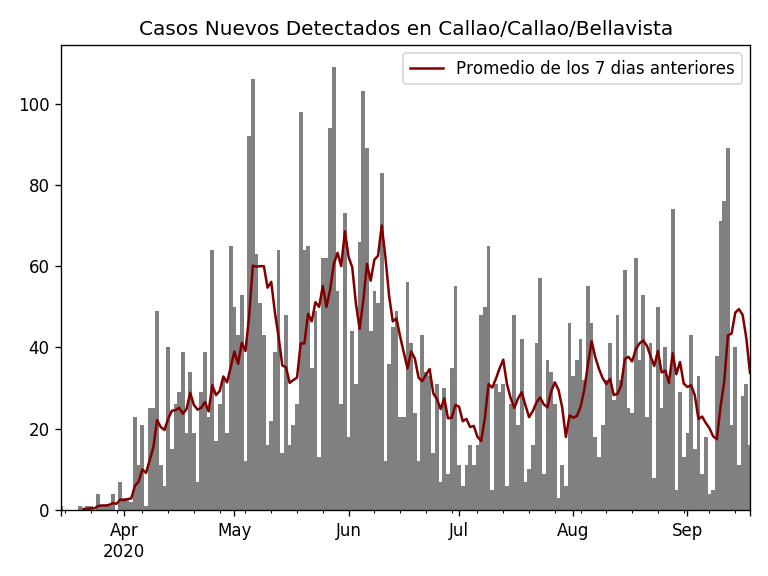 Casos Nuevos Detectados en Callao/Callao/Bellavista
Promedio de los 7 dias anteriores
100
80
60
40
20
0
Apr May Jun Jul Aug Sep
2020